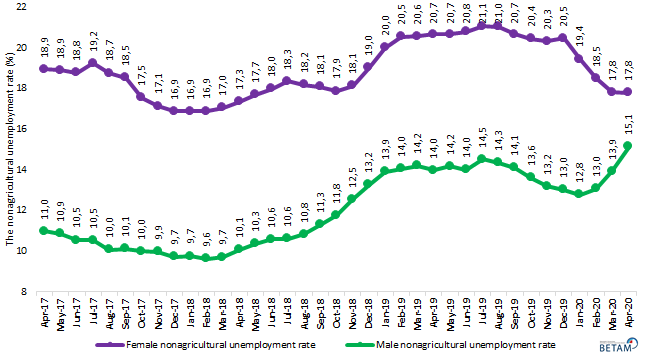 The nonagricultural unemployment rate (%)
22
20
18
16
14
12
10
8
18,9 18,9 18,8 19,2 18,7 18,5 17,5 17,1 16,9 16,9 16,9 17,0 17,3 17,7 18,0 18,3 18,2 18,1 17,9 18,1 19,0 20,0 20,5 20,6 20,7 20,7 20,8 21,1 21,0 20,7 20,4 20,3 20,5 19,4 18,5 17,8 17,8
11,0 10,9 10,5 10,5 10,0 10,1 10,0 9,9 9,7 9,7 9,6 9,7 10,1 10,3 10,6 10,6 10,8 11,3 11,8 12,5 13,2 13,9 14,0 14,2 14,0 14,2 14,0 14,5 14,3 14,1 13,6 13,2 13,0 12,8 13,0 13,9 15,1
Apr-17 May-17 Jun-17 Jul-17 Aug-17 Sep-17 Oct-17 Nov-17 Dec-17 Jan-18 Feb-18 Mar-18 Apr-18 May-18 Jun-18 Jul-18 Aug-18 Sep-18 Oct-18 Nov-18 Dec-18 Jan-19 Feb-19 Mar-19 Apr-19 May-19 Jun-19 Jul-19 Aug-19 Sep-19 Oct-19 Nov-19 Dec-19 Jan-20 Feb-20 Mar-20 Apr-20
Female nonagricultural unemployment rate Male nonagricultural unemployment rate
BETAM